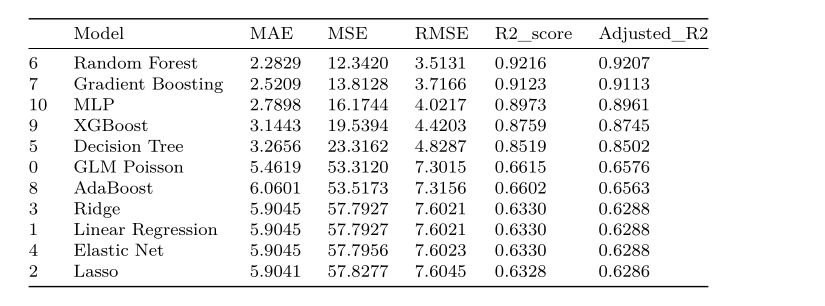 Model MAE MSE RMSE R2_score Adjusted_R2
6 Random Forest 2.2829 12.3420 3.5131 0.9216 0.9207
7 Gradient Boosting 2.5209 13.8128 3.7166 0.9123 0.9113
10 MLP 2.7898 16.1744 4.0217 0.8973 0.8961
9 XGBoost 3.1443 19.5394 4.4203 0.8759 0.8745
5 Decision Tree 3.2656 23.3162 4.8287 0.8519 0.8502
0 GLM Poisson 5.4619 53.3120 7.3015 0.6615 0.6576
8 AdaBoost 6.0601 53.5173 7.3156 0.6602 0.6563
3 Ridge 5.9045 57.7927 7.6021 0.6330 0.6288
1 Linear Regression 5.9045 57.7927 7.6021 0.6330 0.6288
4 Elastic Net 5.9045 57.7956 7.6023 0.6330 0.6288
2 Lasso 5.9041 57.8277 7.6045 0.6328 0.6286